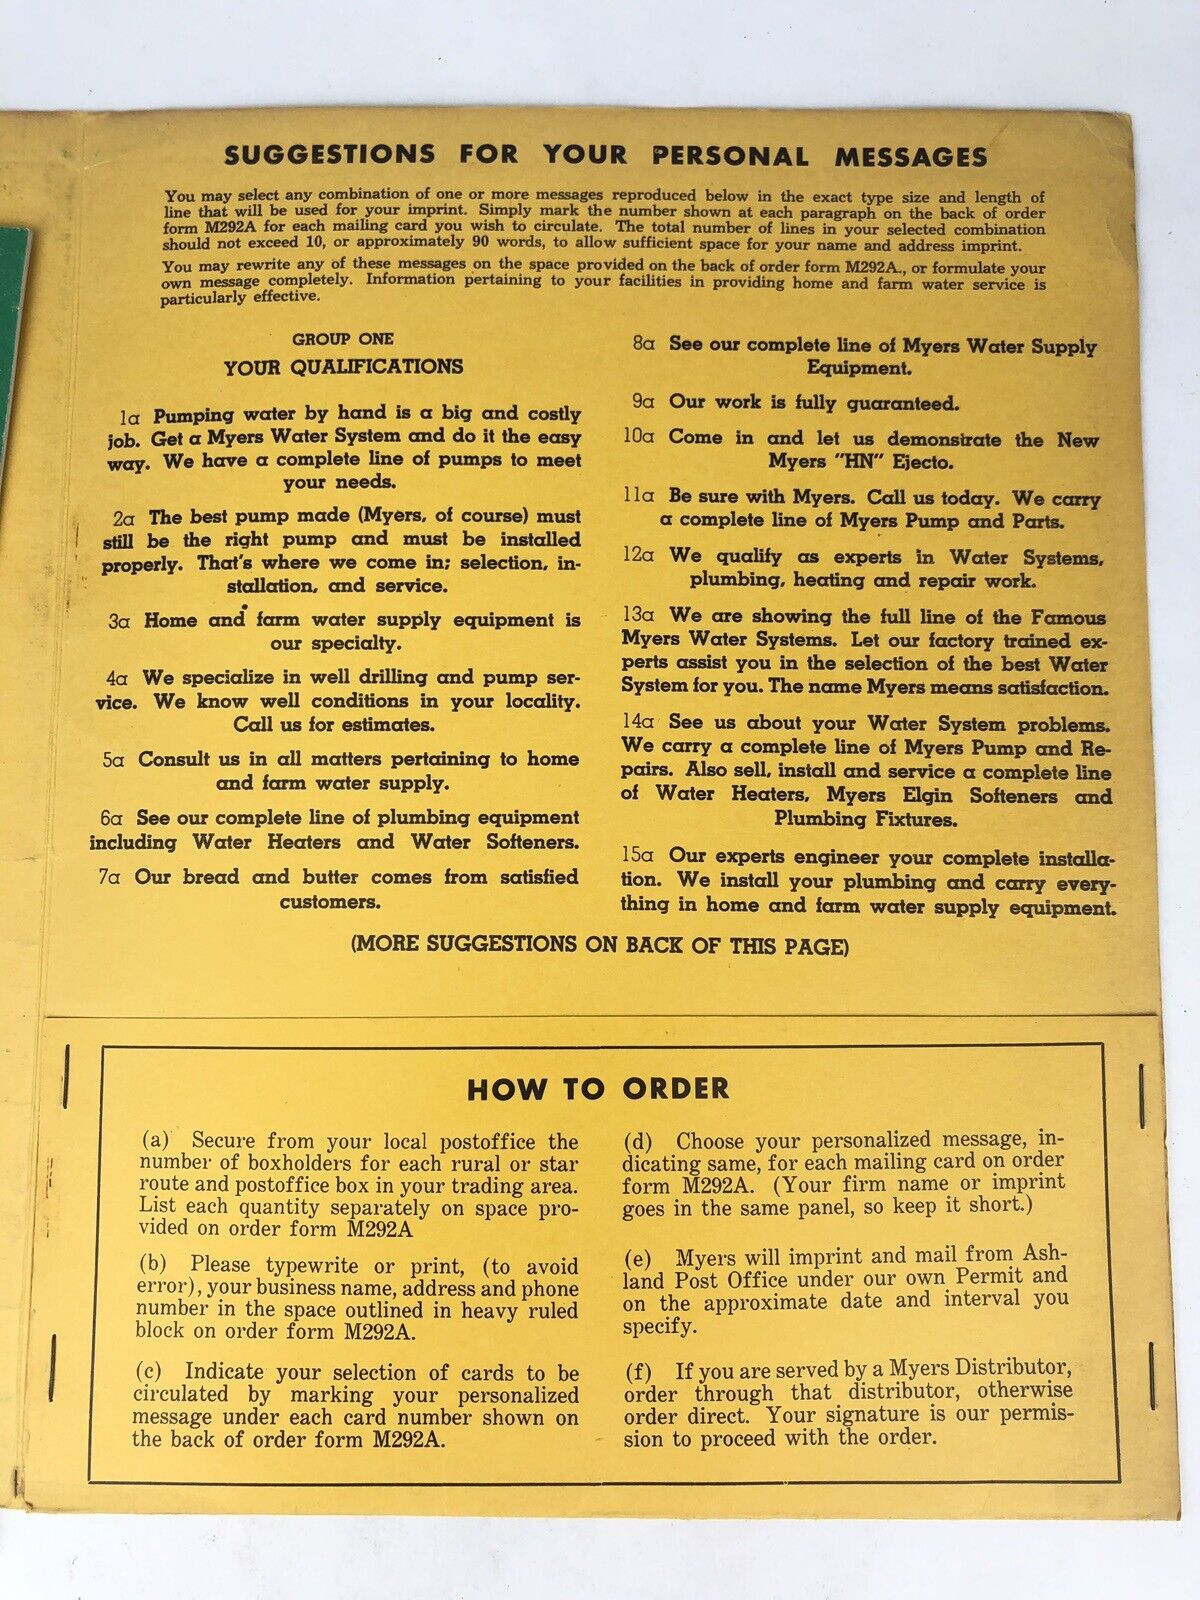 SUGGESTIONS FOR YOUR PERSONAL MESSAGES
You may select any combination of one or more messages reproduced below in the exact type size and length of
line that will be used for your imprint. Simply mark the number shown at each paragraph on the back of order
form M292A for each mailing card you wish to circulate. The total number of lines in your selected combination
should not exceed 10, or approximately 90 words, to allow sufficient space for your name and address imprint.
You may rewrite any of these messages on the space provided on the back of order form M292A., or formulate your
own message completely. Information pertaining to your facilities in providing home and farm water service is
particularly effective.
GROUP ONE
YOUR QUALIFICATIONS
1a Pumping water by hand is a big and costly
job. Get a Myers Water System and do it the easy
way. We have a complete line of pumps to meet
your needs.
2a The best pump made (Myers, of course) must
still be the right pump and must be installed
properly. That's where we come in; selection, in-
stallation, and service.
3a Home and farm water supply equipment is
our specialty.
4a We specialize in well drilling and pump ser-
vice. We know well conditions in your locality.
Call us for estimates.
5a Consult us in all matters pertaining to home
and farm water supply.
6a See our complete line of plumbing equipment
including Water Heaters and Water Softeners.
7a Our bread and butter comes from satisfied
customers.
8a See our complete line of Myers Water Supply
Equipment.
9a Our work is fully guaranteed.
10a Come in and let us demonstrate the New
Myers "HN" Ejecto.
11a Be sure with Myers. Call us today. We carry
a complete line of Myers Pump and Parts.
12a We qualify as experts in Water Systems,
plumbing, heating and repair work.
13a We are showing the full line of the Famous
Myers Water Systems. Let our factory trained ex-
perts assist you in the selection of the best Water
System for you. The name Myers means satisfaction.
14a See us about your Water System problems.
We carry a complete line of Myers Pump and Re-
pairs. Also sell, install and service a complete line
of Water Heaters, Myers Elgin Softeners and
Plumbing Fixtures.
15a Our experts engineer your complete installa-
tion. We install your plumbing and carry every-
thing in home and farm water supply equipment.
(MORE SUGGESTIONS ON BACK OF THIS PAGE)
HOW TO ORDER
(a) Secure from your local postoffice the
number of boxholders for each rural or star
route and postoffice box in your trading area.
List each quantity separately on space pro-
vided on order form M292A
(b) Please typewrite or print, (to avoid
error), your business name, address and phone
number in the space outlined in heavy ruled
block on order form M292A.
(c) Indicate your selection of cards to be
circulated by marking your personalized
message under each card number shown on
the back of order form M292A.
(d) Choose your personalized message, in-
dicating same, for each mailing card on order
form M292A. (Your firm name or imprint
goes in the same panel, so keep it short.)
(e) Myers will imprint and mail from Ash-
land Post Office under our own Permit and
on the approximate date and interval you
specify.
(f) If you are served by a Myers Distributor,
order through that distributor, otherwise
order direct. Your signature is our permis-
sion to proceed with the order.